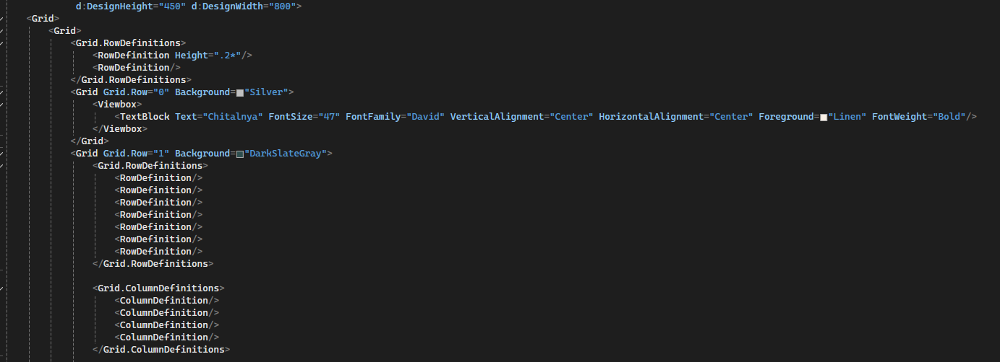 d:DesignHeight="450" d:DesignWidth="800">
<Grid>
<Grid>
<Grid.RowDefinitions>
<RowDefinition Height=".2*"/>
<RowDefinition/>
</Grid.RowDefinitions>
<Grid Grid.Row="0" Background="Silver">
<Viewbox>
<TextBlock Text="Chitalnya" FontSize="47" FontFamily="David" VerticalAlignment="Center" HorizontalAlignment="Center" Foreground="Linen" FontWeight="Bold"/>
</Viewbox>
</Grid>
<Grid Grid.Row="1" Background="DarkSlateGray">
<Grid.RowDefinitions>
<RowDefinition/>
<RowDefinition/>
<RowDefinition/>
<RowDefinition/>
<RowDefinition/>
<RowDefinition/>
<RowDefinition/>
</Grid.RowDefinitions>
<Grid.ColumnDefinitions>
<ColumnDefinition/>
<ColumnDefinition/>
<ColumnDefinition/>
<ColumnDefinition/>
</Grid.ColumnDefinitions>